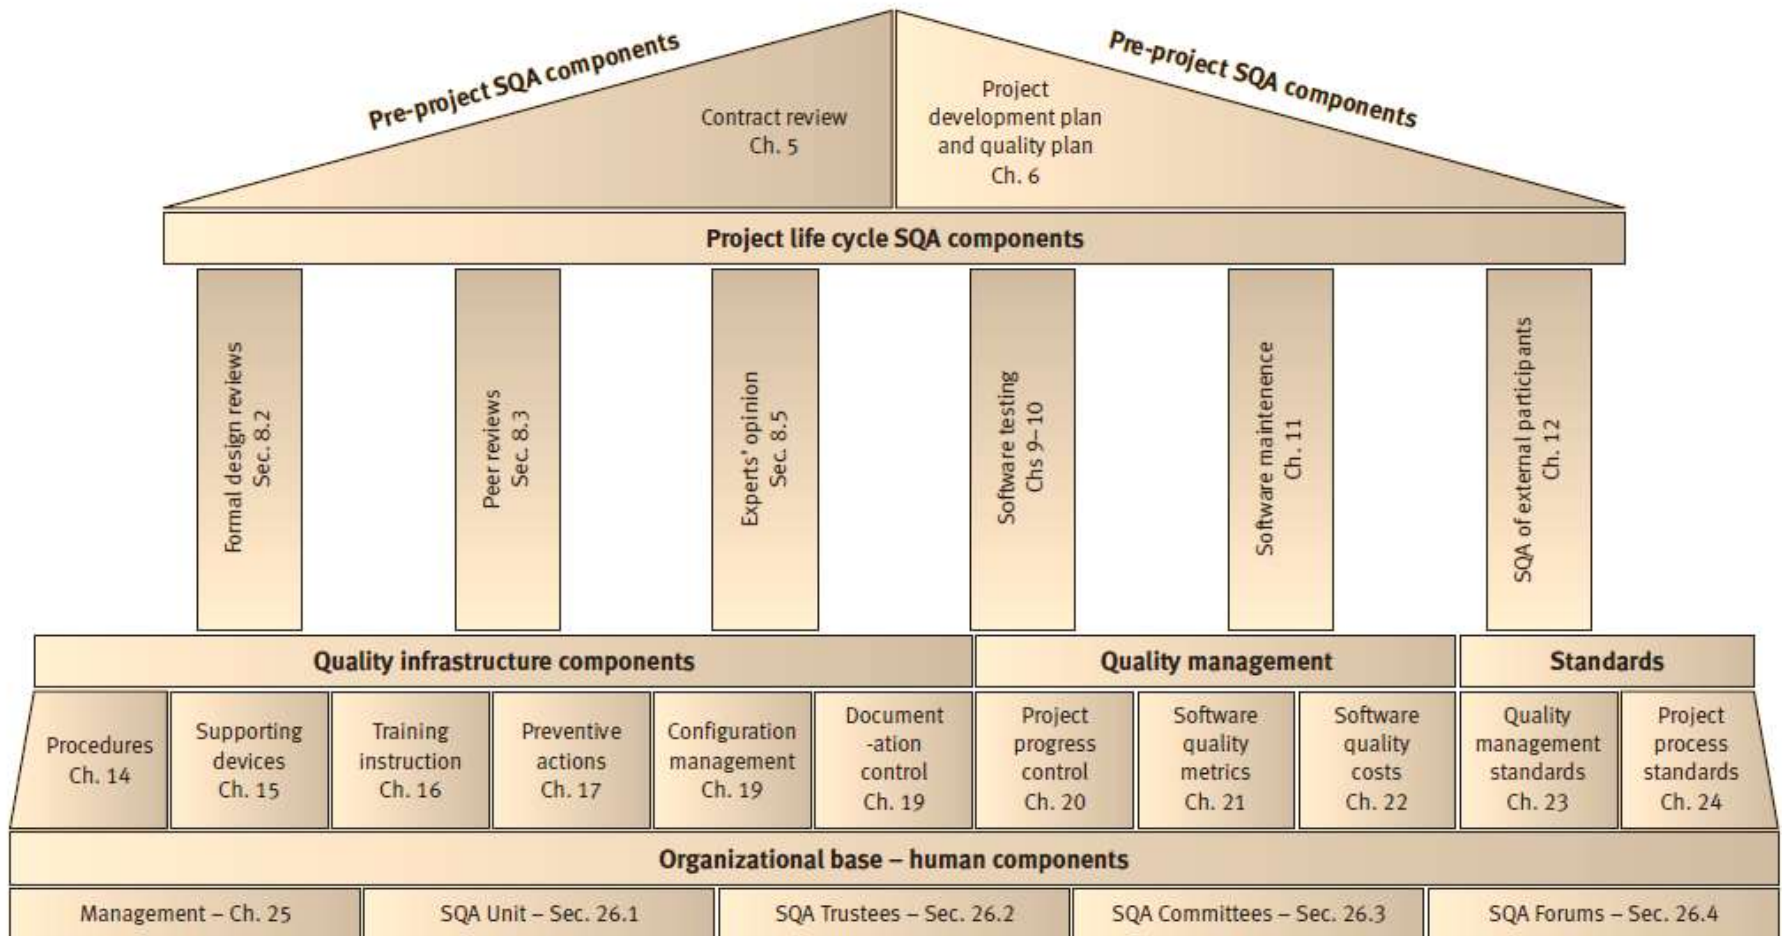 Pre-project SQA components
Pre-project SQA components
Contract review
Ch. 5
Project
development plan
and quality plan
Ch. 6
Project life cycle SQA components
Formal design reviews
Sec. 8.2
Peer reviews
Sec. 8.3
Experts' opinion
Sec. 8.5
Software testing
Chs 9–10
Software maintenence
Ch. 11
SQA of external participants
Ch. 12
Quality infrastructure components
Quality management
Standards
Procedures
Ch. 14
Supporting
devices
Ch. 15
Training
instruction
Ch. 16
Preventive
actions
Ch. 17
Configuration
management
Ch. 19
Document
-ation
control
Ch. 19
Project
progress
control
Ch. 20
Software
quality
metrics
Ch. 21
Software
quality
costs
Ch. 22
Quality
management
standards
Ch. 23
Project
process
standards
Ch. 24
Organizational base – human components
Management – Ch. 25
SQA Unit – Sec. 26.1
SQA Trustees – Sec. 26.2
SQA Committees – Sec. 26.3
SQA Forums – Sec. 26.4